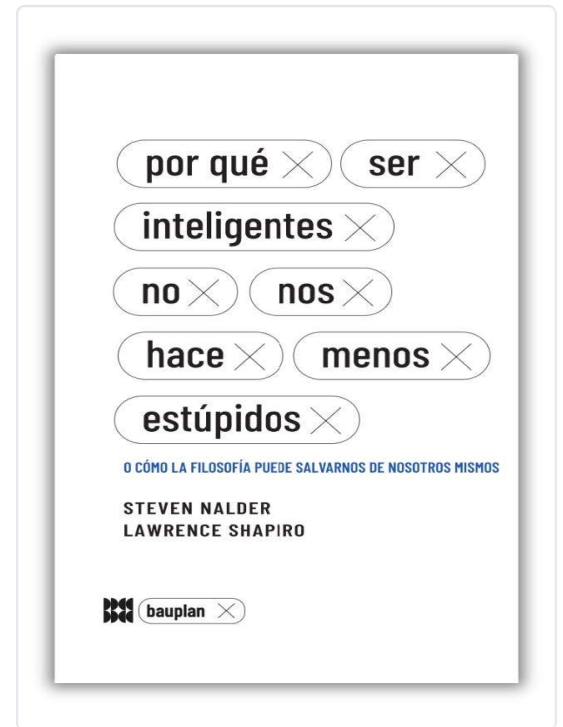 por qué ser
inteligentes
no nos
hace menos
estúpidos
O CÓMO LA FILOSOFÍA PUEDE SALVARNOS DE NOSOTROS MISMOS
STEVEN NALDER
LAWRENCE SHAPIRO
bauplan